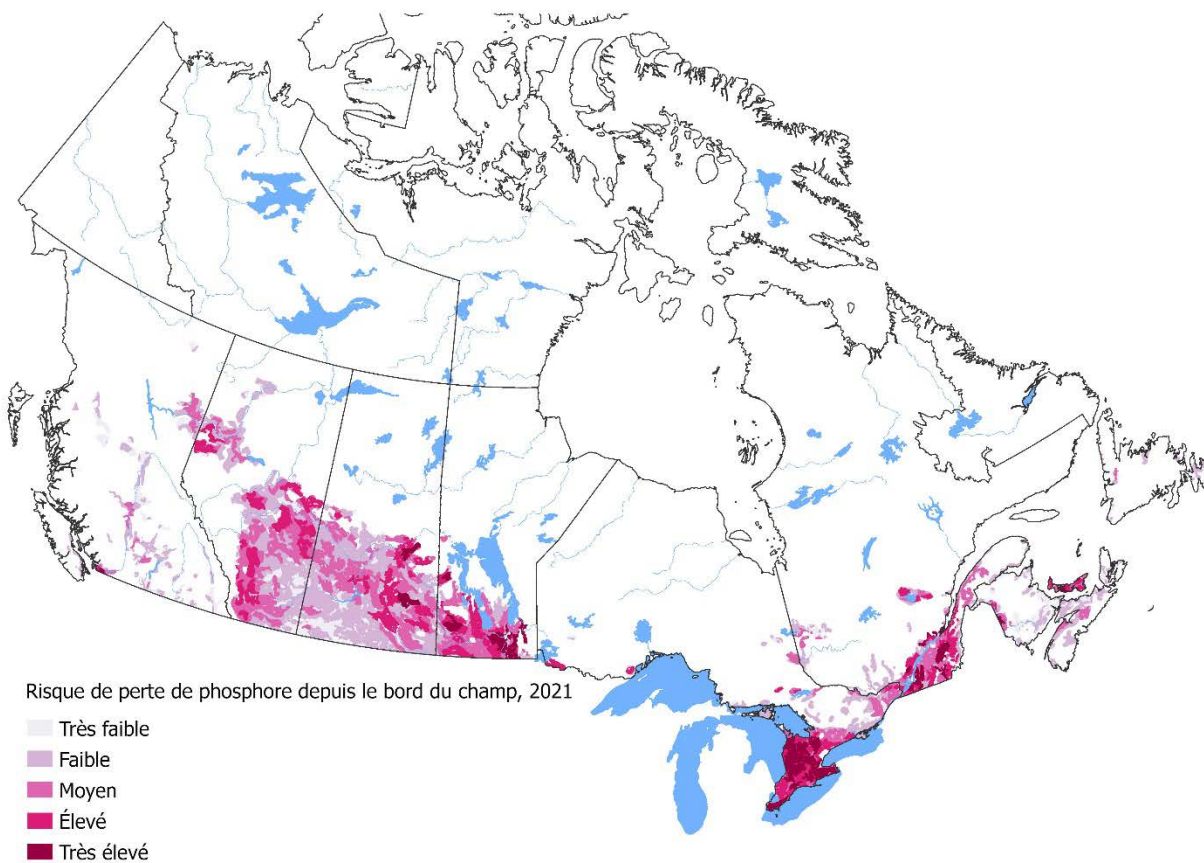 Risque de perte de phosphore depuis le bord du champ, 2021
Très faible
Faible
Moyen
Élevé
Très élevé